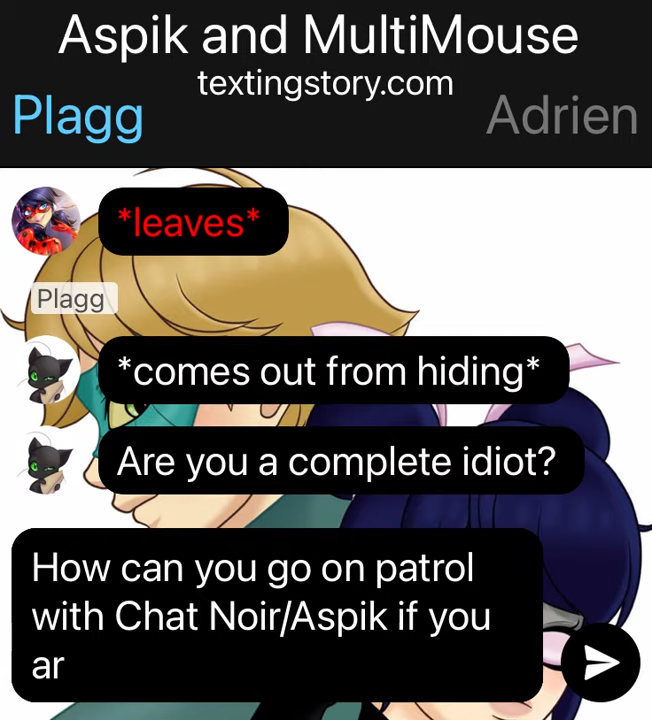 Aspik and MultiMouse
textingstory.com
Plagg
Adrien
*leaves*
Plagg
*comes out from hiding*
Are you a complete idiot?
How can you go on patrol
with Chat Noir/Aspik if you
ar